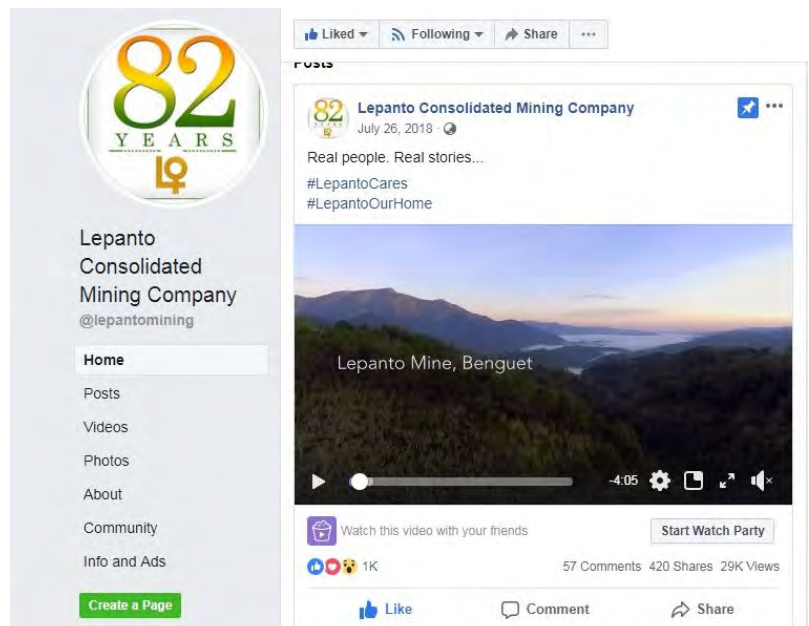 82
YEARS
Lepanto
Consolidated
Mining Company
@lepantomining
Home
Posts
Videos
Photos
About
Community
Info and Ads
Create a Page
Liked
Following
Share
Posts
82
YEARS
Lepanto Consolidated Mining Company
July 26, 2018
Real people. Real stories...
#LepantoCares
#LepantoOurHome
Lepanto Mine, Benguet
-4:05
Watch this video with your friends
Start Watch Party
1K
57 Comments 420 Shares 29K Views
Like
Comment
Share